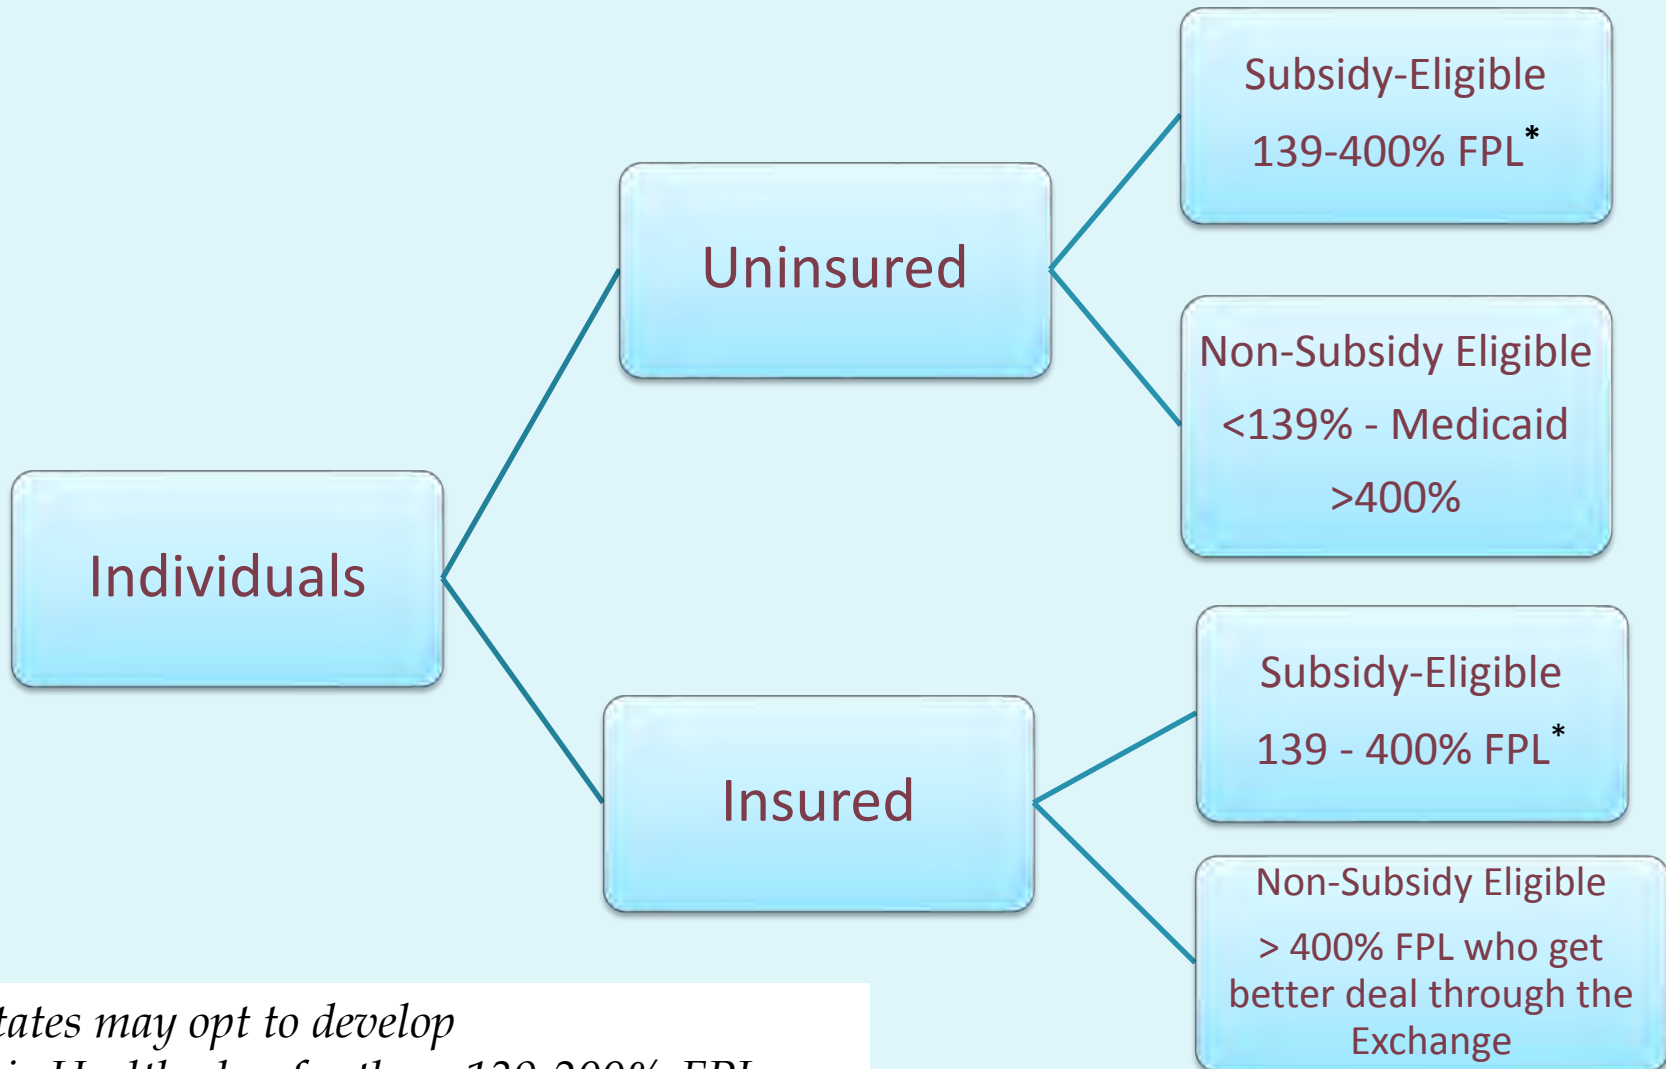 Subsidy-Eligible
139-400% FPL*
Uninsured
Non-Subsidy Eligible
<139% - Medicaid
>400%
Individuals
Subsidy-Eligible
139 - 400% FPL*
Insured
Non-Subsidy Eligible
> 400% FPL who get
better deal through the
Exchange
tates may opt to develop